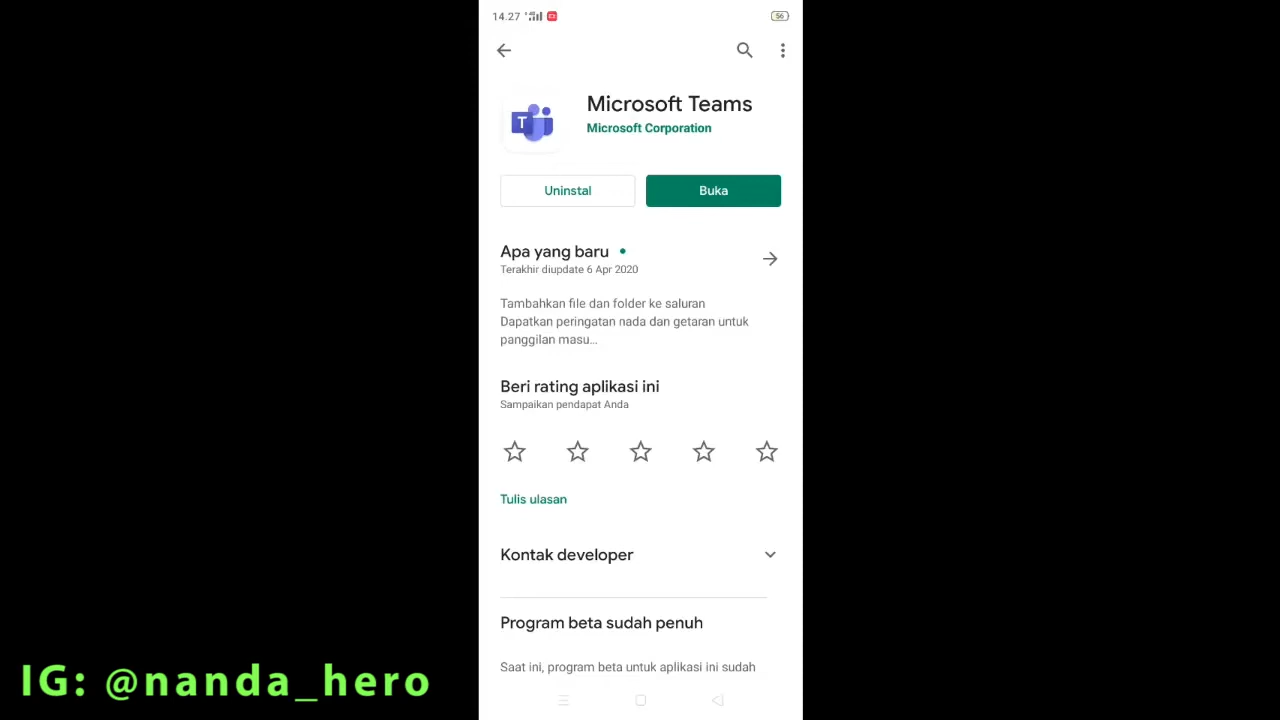 14.27
56
Microsoft Teams
Microsoft Corporation
T
Uninstal
Buka
Apa yang baru
Terakhir diupdate 6 Apr 2020
Tambahkan file dan folder ke saluran
Dapatkan peringatan nada dan getaran untuk
panggilan masu…
Beri rating aplikasi ini
Sampaikan pendapat Anda
Tulis ulasan
Kontak developer
Program beta sudah penuh
Saat ini, program beta untuk aplikasi ini sudah
IG: @nanda_hero